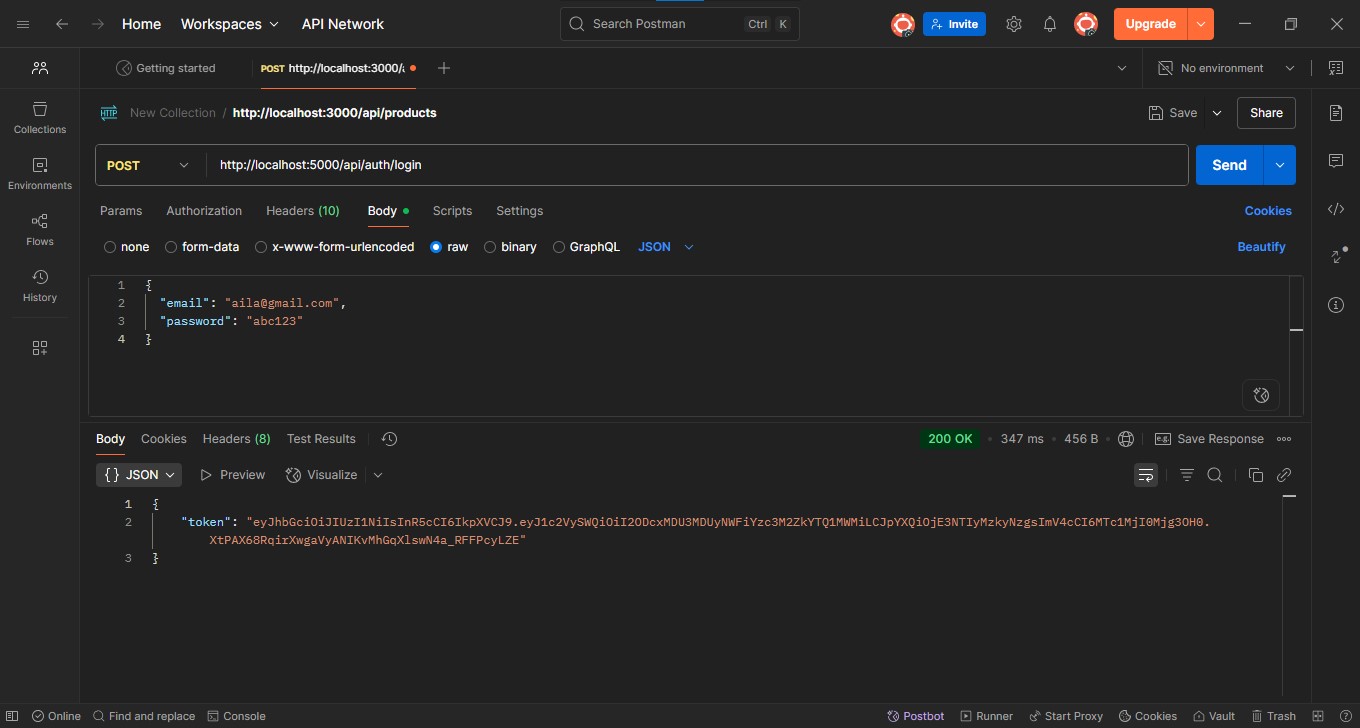 Home Workspaces API Network Search Postman Ctrl K Invite Upgrade
Getting started POST http://localhost:3000/a No environment
Collections
Environments
Flows
History
HTTP New Collection / http://localhost:3000/api/products Save Share
POST http://localhost:5000/api/auth/login Send
Params Authorization Headers (10) Body Scripts Settings Cookies
none form-data x-www-form-urlencoded raw binary GraphQL JSON Beautify
1 {
2 "email": "aila@gmail.com",
3 "password": "abc123"
4 }
Body Cookies Headers (8) Test Results 200 OK 347 ms 456 B e.g. Save Response
{} JSON Preview Visualize
1 {
2 "token": "eyJhbGciOiJIUzI1NiIsInR5cCI6IkpXVCJ9.eyJ1c2VySWQiOiI2ODcxMDU3MDUyNWFiYzc3M2ZkYTQ1MWMiLCJpYXQiOjE3NTIyMzkyNzgsImV4cCI6MTc1MjI0Mjg3OH0.
XtPAX68RqirXwgaVyANIKvMhGqXlswN4a_RFFPcyLZE"
3 }
Online Find and replace Console Postbot Runner Start Proxy Cookies Vault Trash